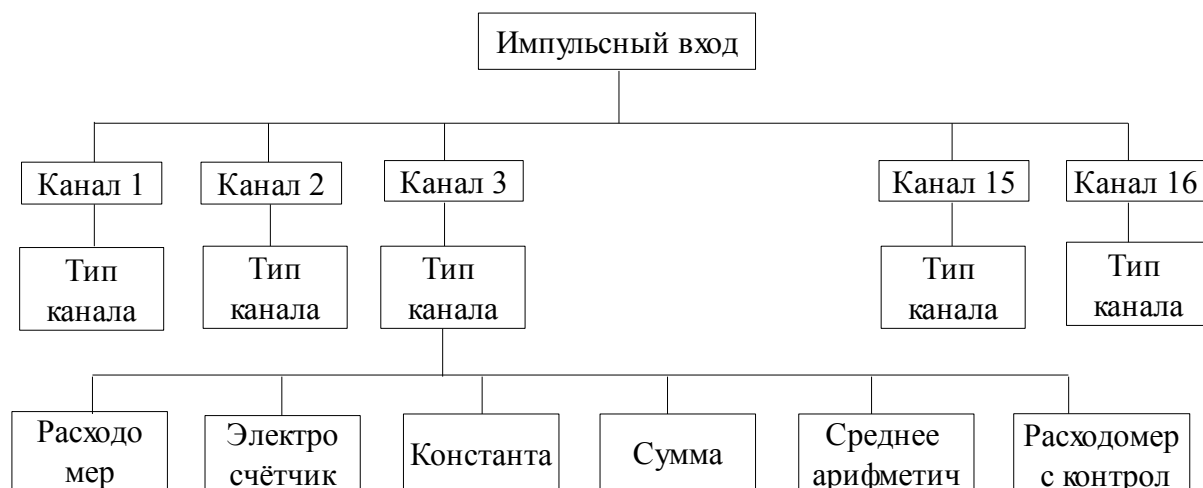 Импульсный вход
Канал 1
Канал 2
Канал 3
Канал 15
Канал 16
Тип
канала
Тип
канала
Тип
канала
Тип
канала
Тип
канала
Расходо
мер
Электро
счётчик
Константа
Сумма
Среднее
арифметич
Расходомер
с контрол